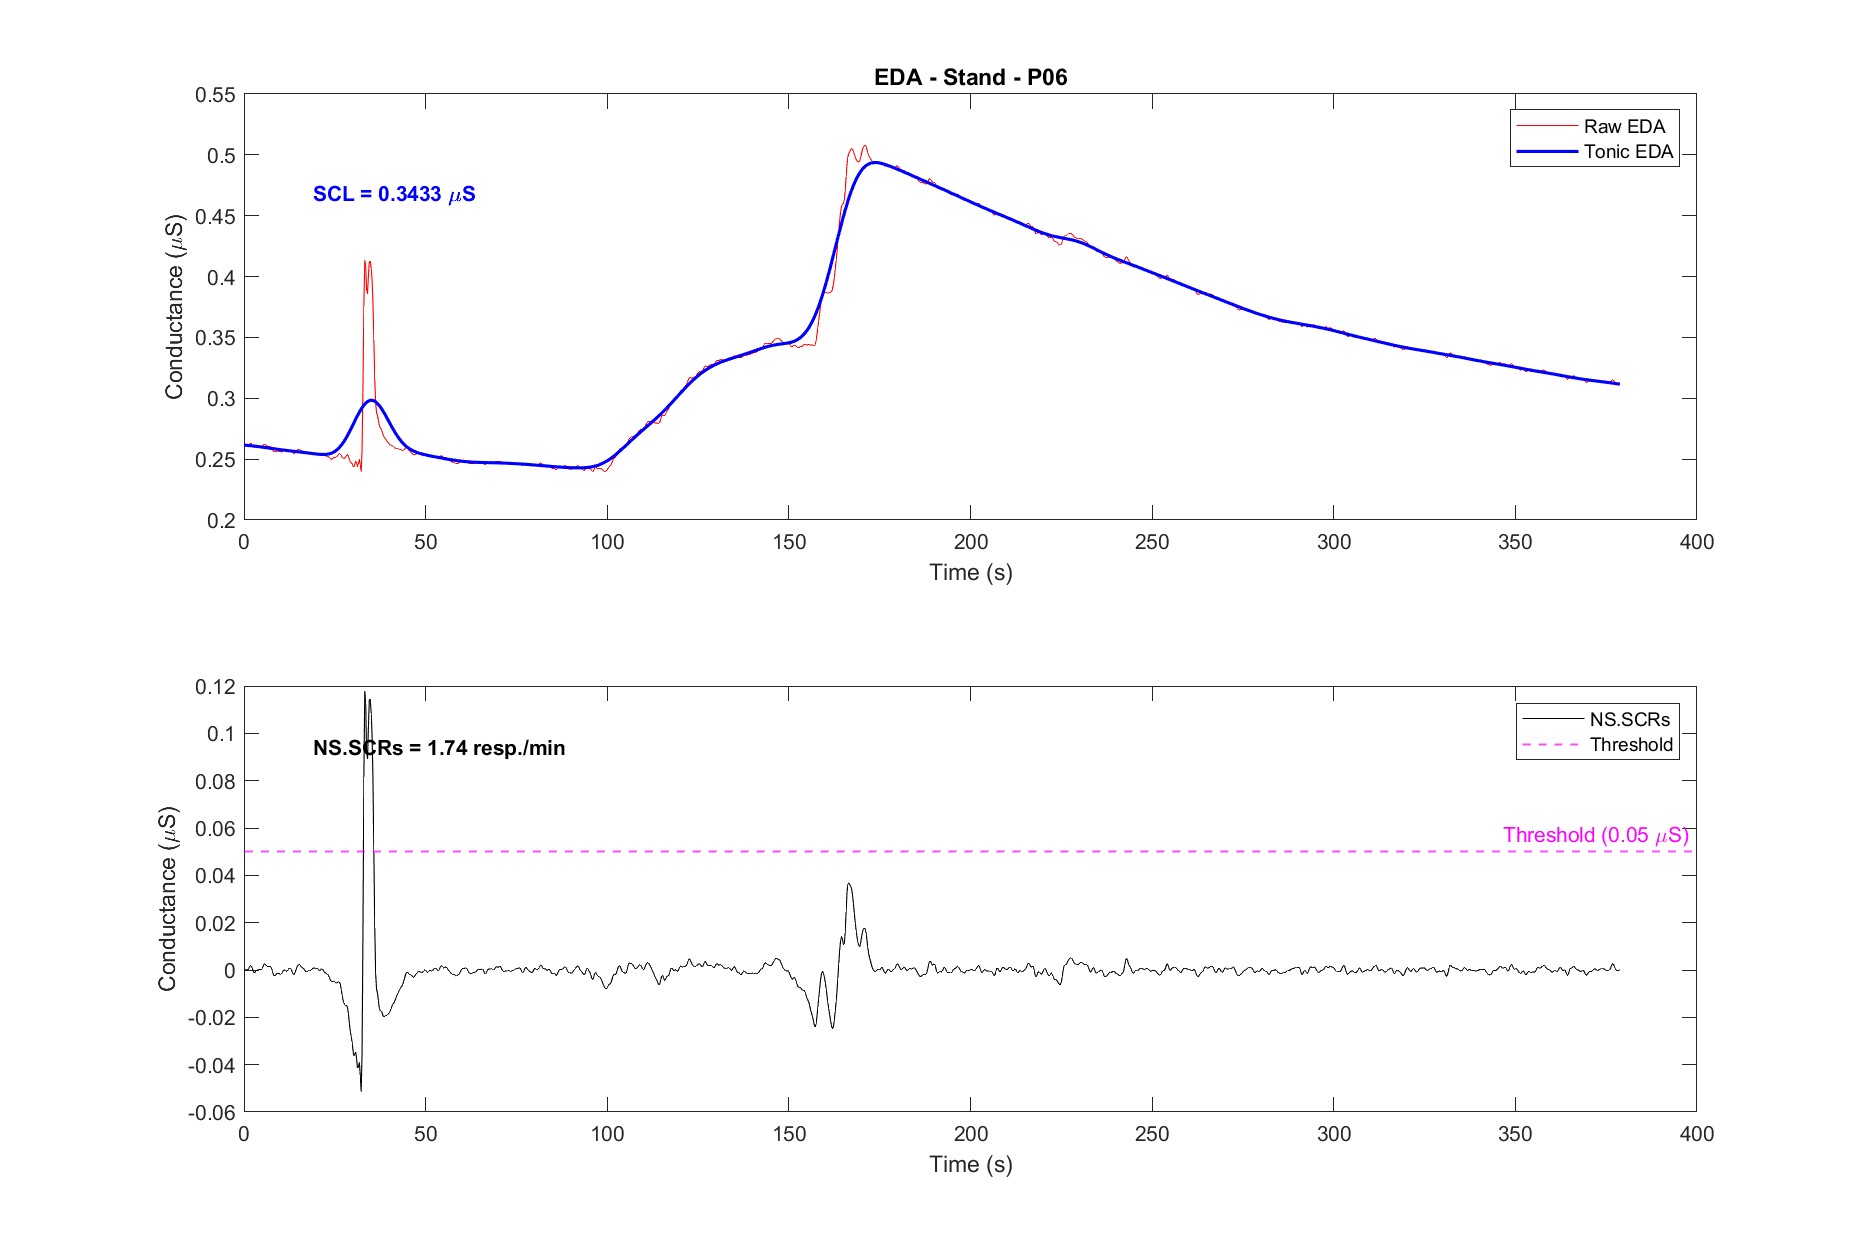 EDA - Stand - P06
Conductance (μS)
0.55
0.5
0.45
0.4
0.35
0.3
0.25
0.2
SCL = 0.3433 μS
Raw EDA
Tonic EDA
0 50 100 150 200 250 300 350 400
Time (s)
Conductance (μS)
0.12
0.1
0.08
0.06
0.04
0.02
0
-0.02
-0.04
-0.06
NS.SCRs = 1.74 resp./min
NS.SCRs
Threshold
Threshold (0.05 μS)
0 50 100 150 200 250 300 350 400
Time (s)